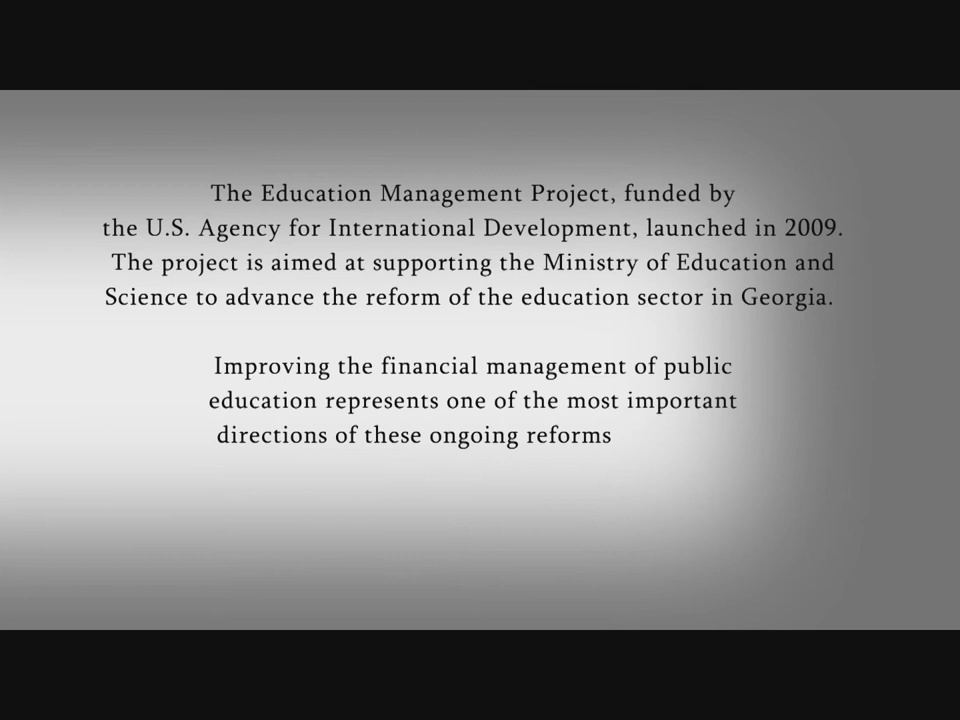 The Education Management Project, funded by
the U.S. Agency for International Development, launched in 2009.
The project is aimed at supporting the Ministry of Education and
Science to advance the reform of the education sector in Georgia.
Improving the financial management of public
education represents one of the most important
directions of these ongoing reforms